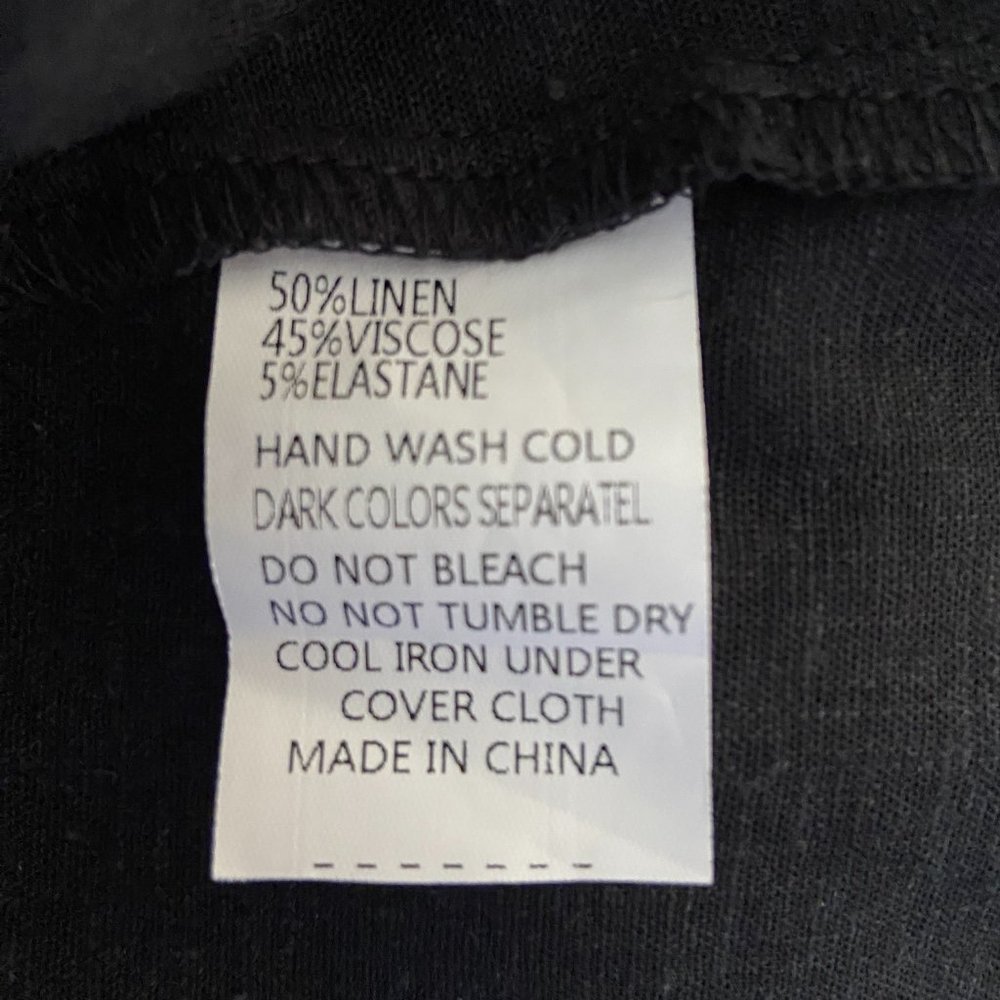 50%LINEN
45%VISCOSE
5%ELASTANE
HAND WASH COLD
DARK COLORS SEPARATEL
DO NOT BLEACH
NO NOT TUMBLE DRY
COOL IRON UNDER
COVER CLOTH
MADE IN CHINA